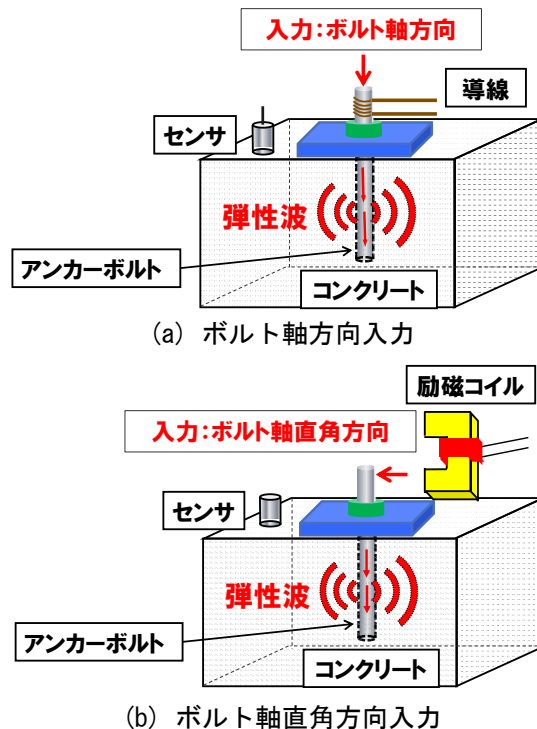 入力:ボルト軸方向
導線
センサ
弾性波
アンカーボルト
コンクリート
(a) ボルト軸方向入力
励磁コイル
入力:ボルト軸直角方向
センサ
弾性波
アンカーボルト
コンクリート
(b) ボルト軸直角方向入力